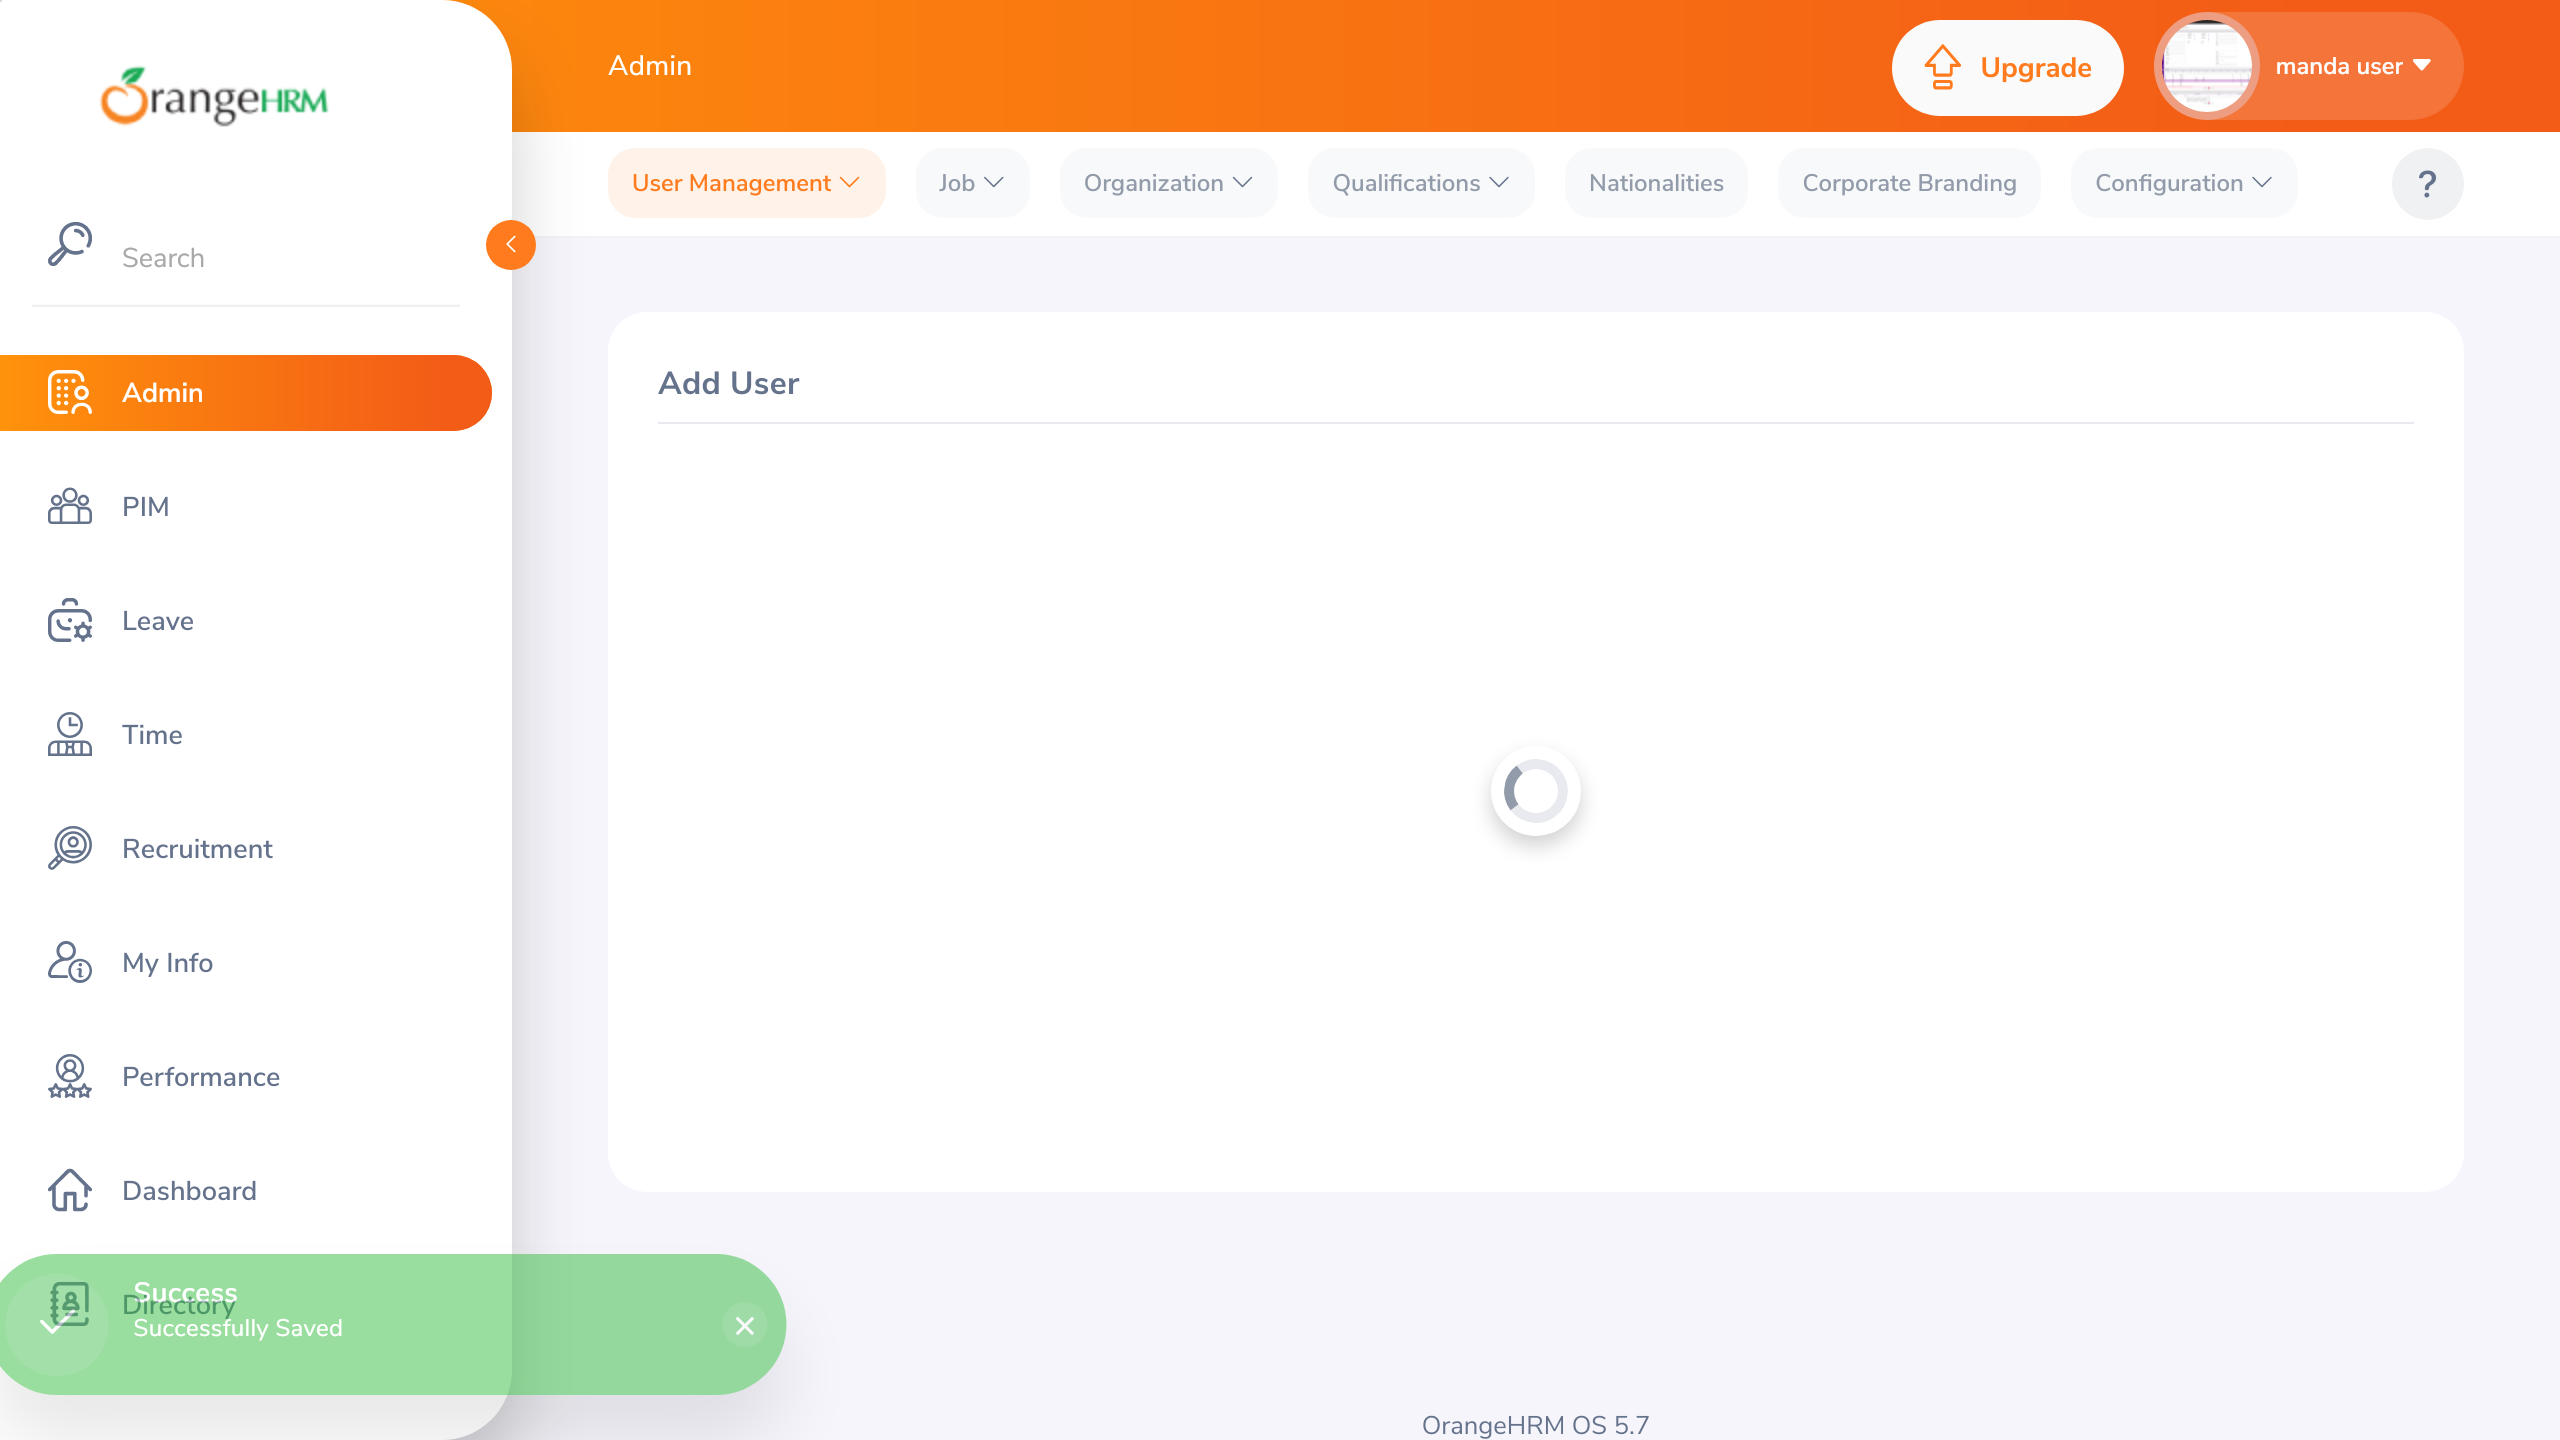 OrangeHRM
Admin
Upgrade
manda user
User Management
Job
Organization
Qualifications
Nationalities
Corporate Branding
Configuration
?
Search
Admin
PIM
Leave
Time
Recruitment
My Info
Performance
Dashboard
Directory
Add User
Success
Successfully Saved
OrangeHRM OS 5.7